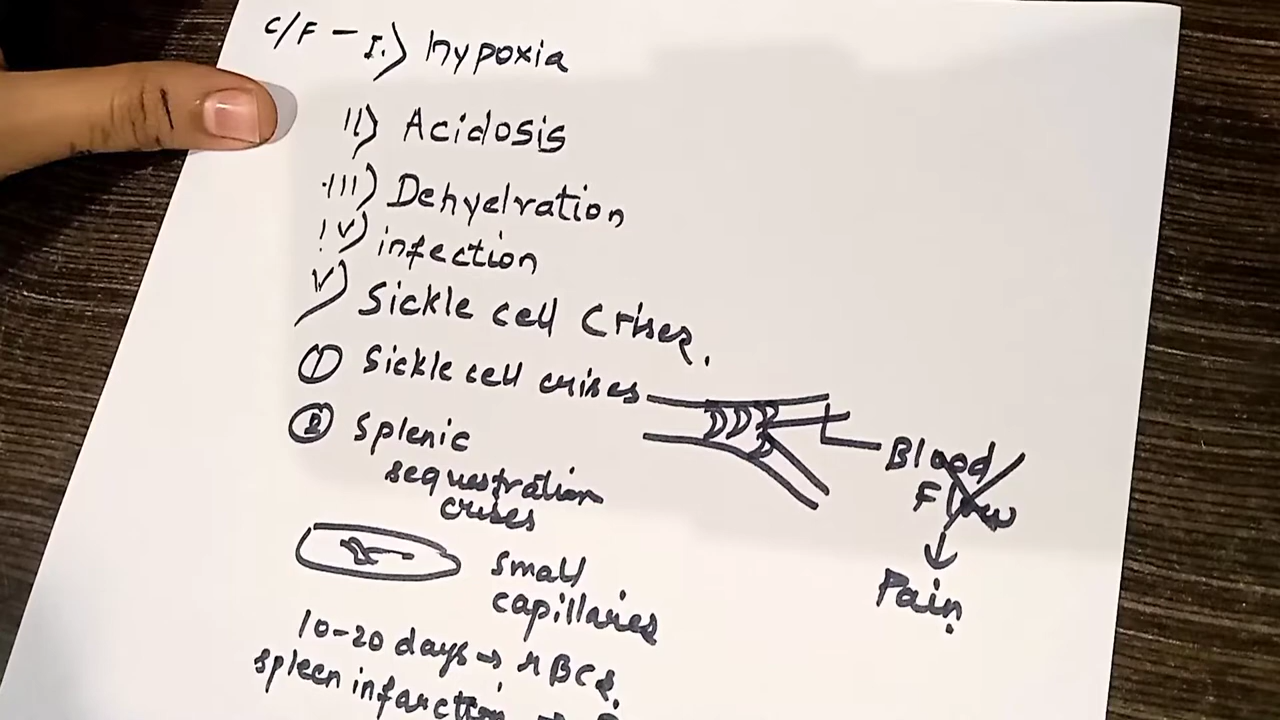 C/F - I.) hypoxia
II) Acidosis
III) Dehydration
IV) infection
V) Sickle cell Crises.
① Sickle cell crises
② Splenic
sequestration
crises
Blood
Flow
Pain.
small
capillaries
10-20 days → RBCs.
spleen infarction →